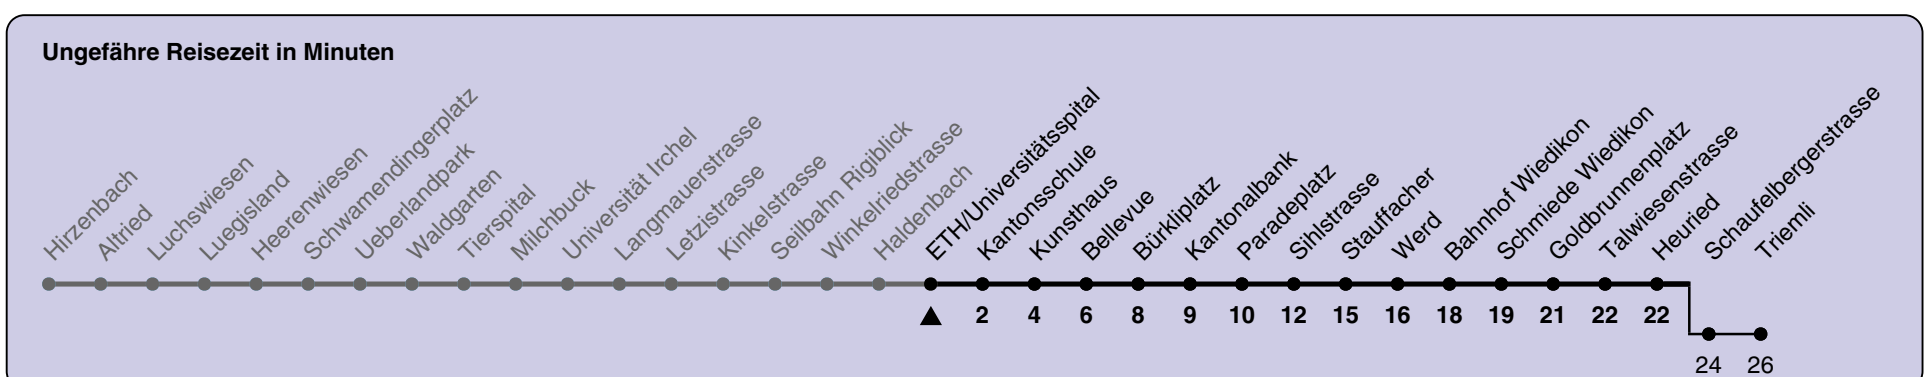 Ungefähre Reisezeit in Minuten
Hirzenbach
Altried
Luchswiesen
Luegisland
Heerenwiesen
Schwamendingerplatz
Ueberlandpark
Waldgarten
Tierspital
Milchbuck
Universität Irchel
Langmauerstrasse
Letzistrasse
Kinkelstrasse
Seilbahn Rigiblick
Winkelriedstrasse
Haldenbach
ETH/Universitätsspital
Kantonsschule
Kunsthaus
Bellevue
Bürkliplatz
Kantonalbank
Paradeplatz
Sihlstrasse
Stauffacher
Werd
Bahnhof Wiedikon
Schmiede Wiedikon
Goldbrunnenplatz
Talwiesenstrasse
Heuried
Schaufelbergerstrasse
Triemli
2 4 6 8 9 10 12 15 16 18 19 21 22 22
24 26